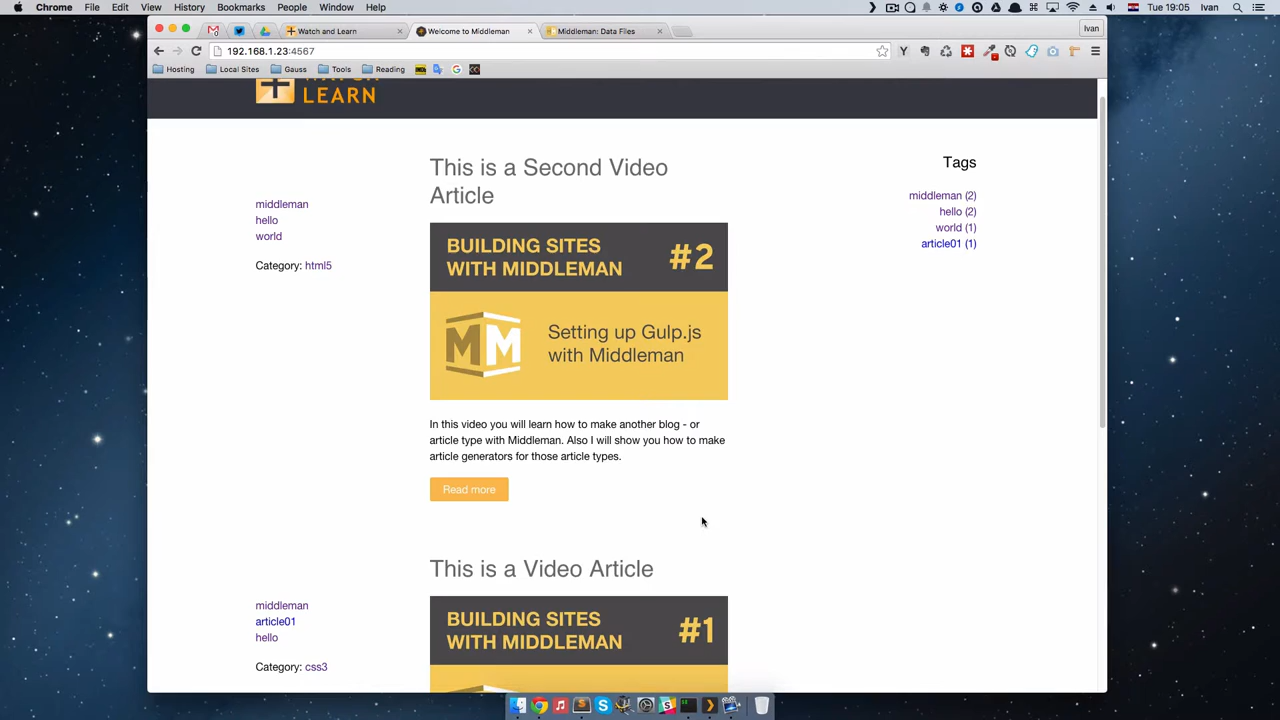 Chrome File Edit View History Bookmarks People Window Help
Tue 19:05 Ivan
Watch and Learn
Welcome to Middleman
Middleman: Data Files
Ivan
192.168.1.23:4567
Hosting Local Sites Gauss Tools Reading
LEARN
This is a Second Video
Article
middleman
hello
world
Category: html5
BUILDING SITES
WITH MIDDLEMAN
#2
MM
Setting up Gulp.js
with Middleman
In this video you will learn how to make another blog - or
article type with Middleman. Also I will show you how to make
article generators for those article types.
Read more
Tags
middleman (2)
hello (2)
world (1)
article01 (1)
This is a Video Article
middleman
article01
hello
Category: css3
BUILDING SITES
WITH MIDDLEMAN
#1